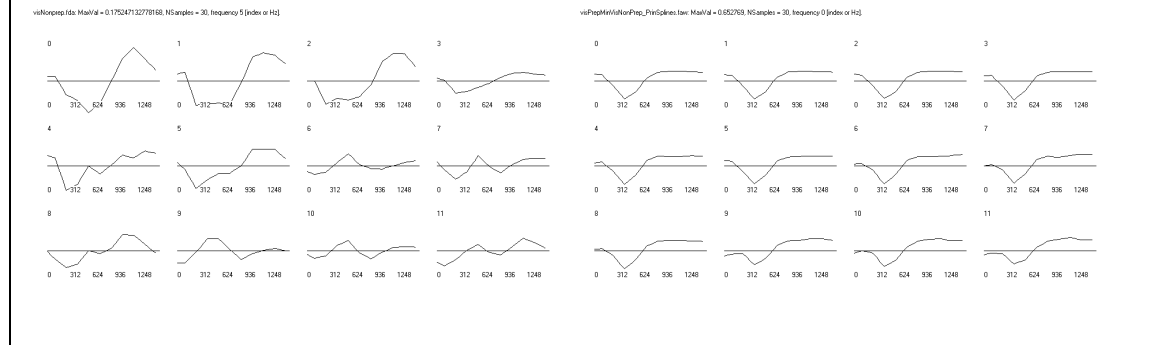 visNonprep.fda: MaxVal = 0.175247132778168, NSamples = 30, frequency 5 [index or Hz].
visPrepMinVisNonPrep_PrinSplines.faw: MaxVal = 0.652769, NSamples = 30, frequency 0 [index or Hz].
0 1 2 3
0 312 624 936 1248 0 312 624 936 1248 0 312 624 936 1248 0 312 624 936 1248
4 5 6 7
0 312 624 936 1248 0 312 624 936 1248 0 312 624 936 1248 0 312 624 936 1248
8 9 10 11
0 312 624 936 1248 0 312 624 936 1248 0 312 624 936 1248 0 312 624 936 1248
0 1 2 3
0 312 624 936 1248 0 312 624 936 1248 0 312 624 936 1248 0 312 624 936 1248
4 5 6 7
0 312 624 936 1248 0 312 624 936 1248 0 312 624 936 1248 0 312 624 936 1248
8 9 10 11
0 312 624 936 1248 0 312 624 936 1248 0 312 624 936 1248 0 312 624 936 1248